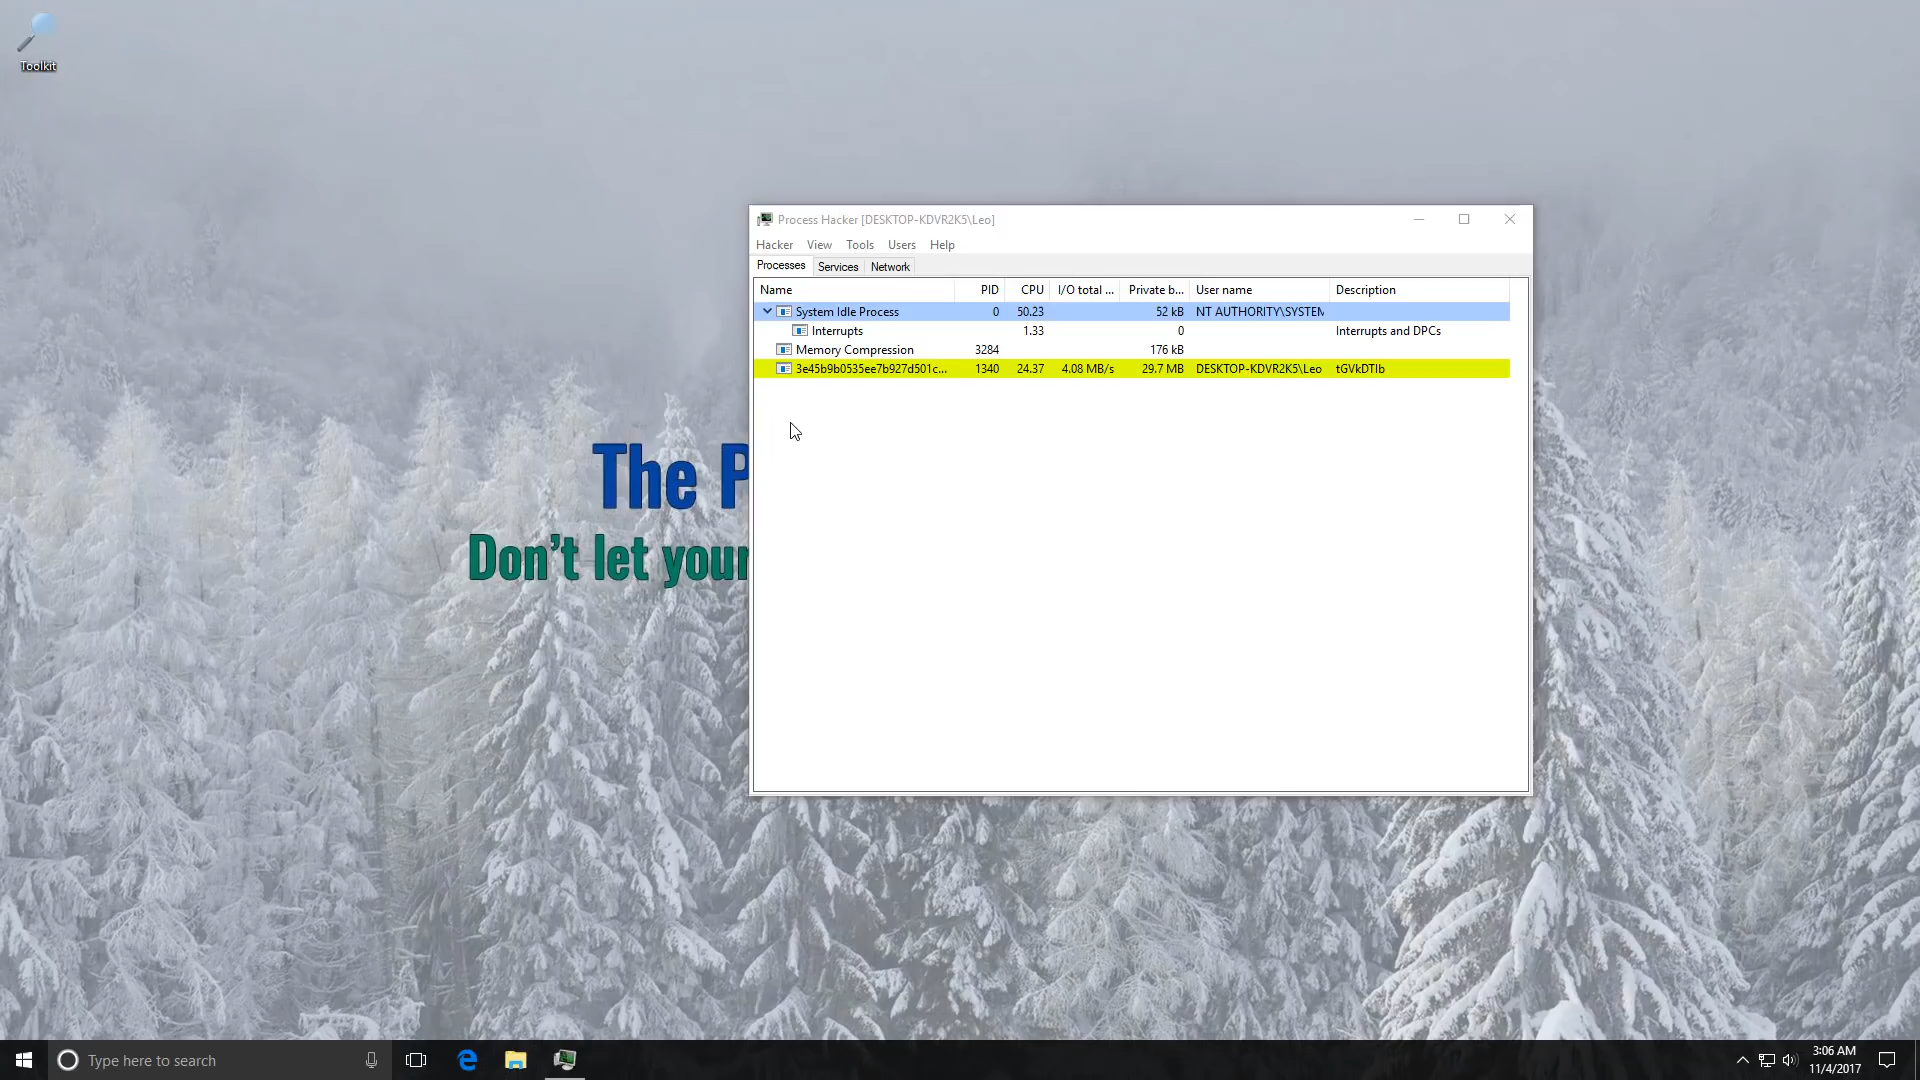 Toolkit
Process Hacker [DESKTOP-KDVR2K5\Leo]
Hacker View Tools Users Help
Processes Services Network
Name PID CPU I/O total ... Private b... User name Description
System Idle Process 0 50.23 52 kB NT AUTHORITY\SYSTEM
Interrupts 1.33 0 Interrupts and DPCs
Memory Compression 3284 176 kB
3e45b9b0535ee7b927d501c... 1340 24.37 4.08 MB/s 29.7 MB DESKTOP-KDVR2K5\Leo tGVkDTIb
The P
Don't let your
Type here to search
3:06 AM
11/4/2017